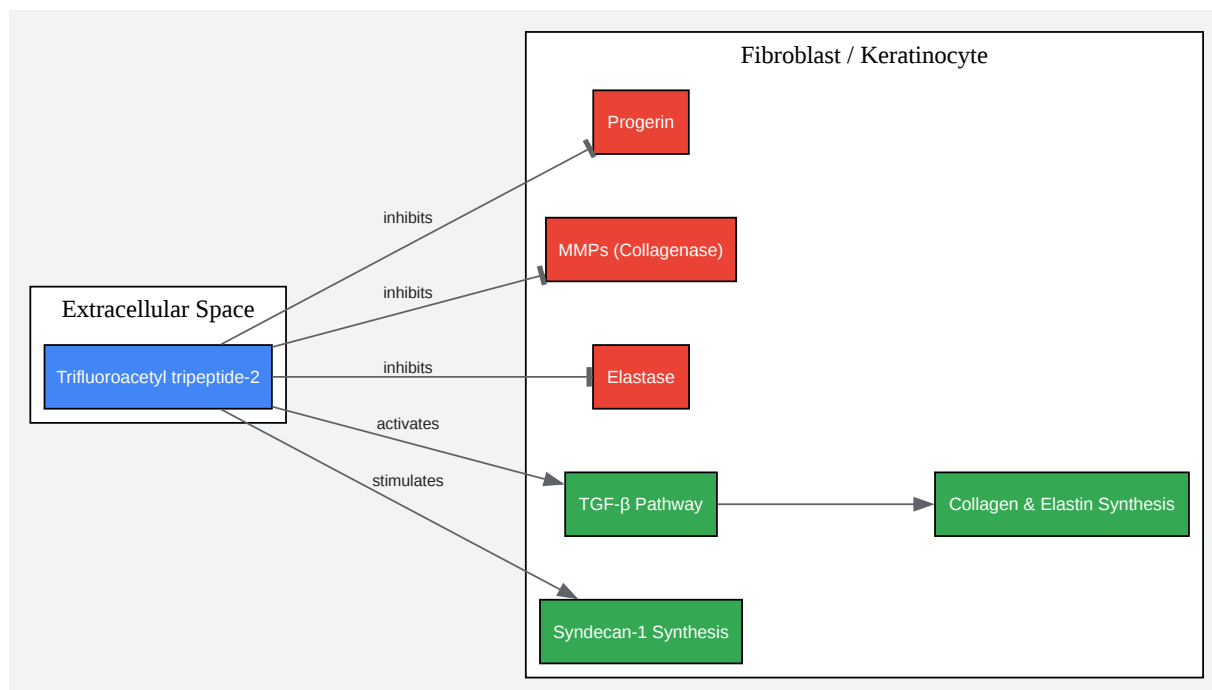 Fibroblast / Keratinocyte
Progerin
inhibits
MMPs (Collagenase)
inhibits
Extracellular Space
Trifluoroacetyl tripeptide-2
inhibits
Elastase
activates
stimulates
TGF-β Pathway
Collagen & Elastin Synthesis
Syndecan-1 Synthesis